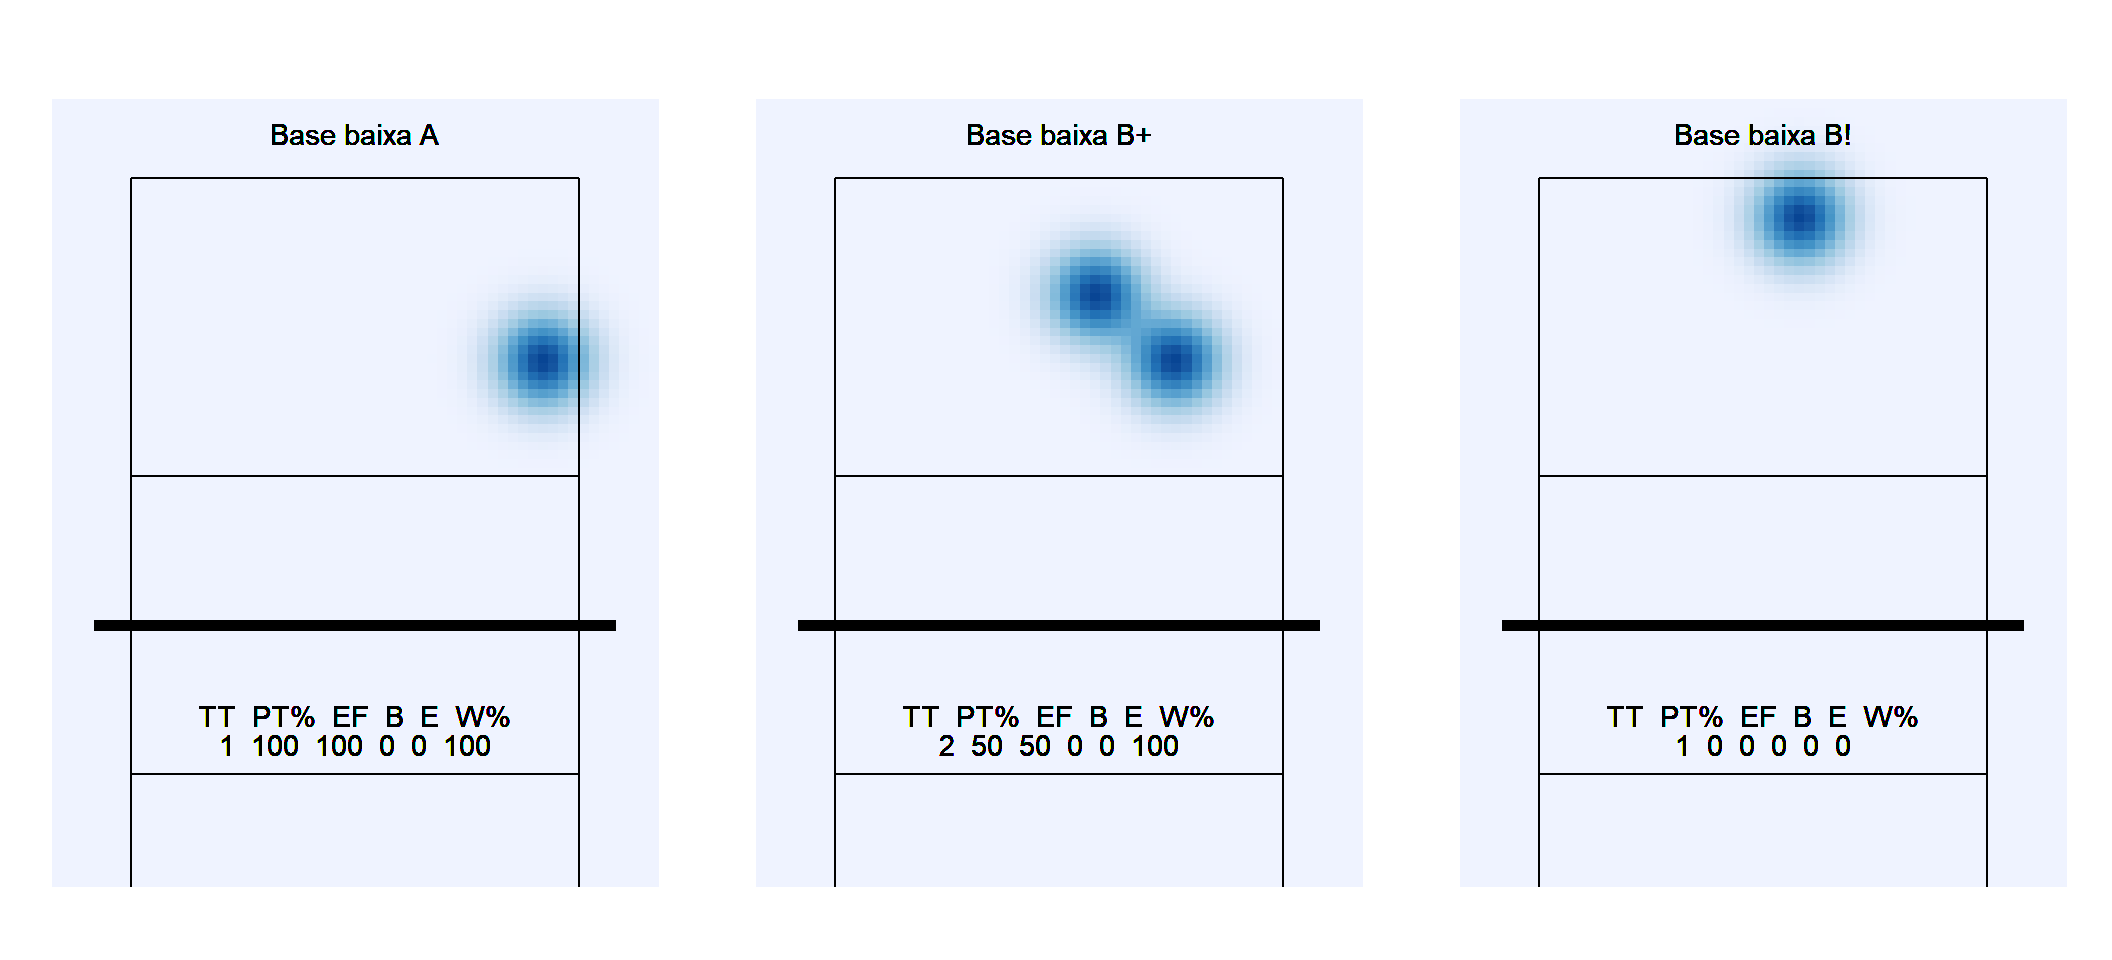 Base baixa A
TT PT% EF B E W%
1 100 100 0 0 100
Base baixa B+
TT PT% EF B E W%
2 50 50 0 0 100
Base baixa B!
TT PT% EF B E W%
1 0 0 0 0 0